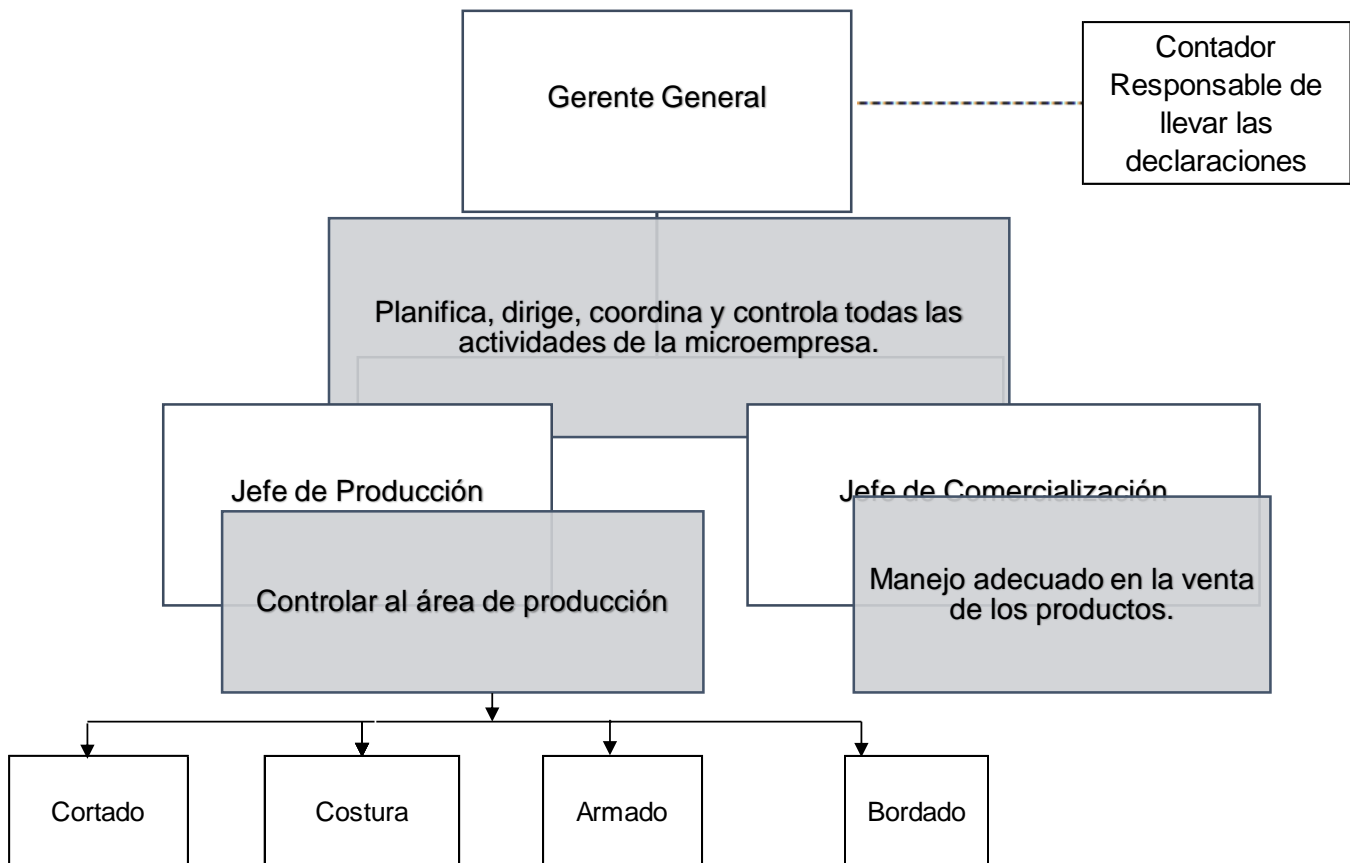 Gerente General
Contador
Responsable de
llevar las
declaraciones
Planifica, dirige, coordina y controla todas las
actividades de la microempresa.
Jefe de Producción
Jefe de Comercialización
Controlar al área de producción
Manejo adecuado en la venta
de los productos.
Cortado
Costura
Armado
Bordado